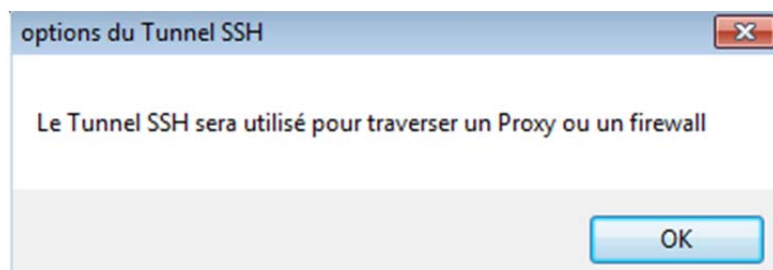 options du Tunnel SSH
Le Tunnel SSH sera utilisé pour traverser un Proxy ou un firewall
OK